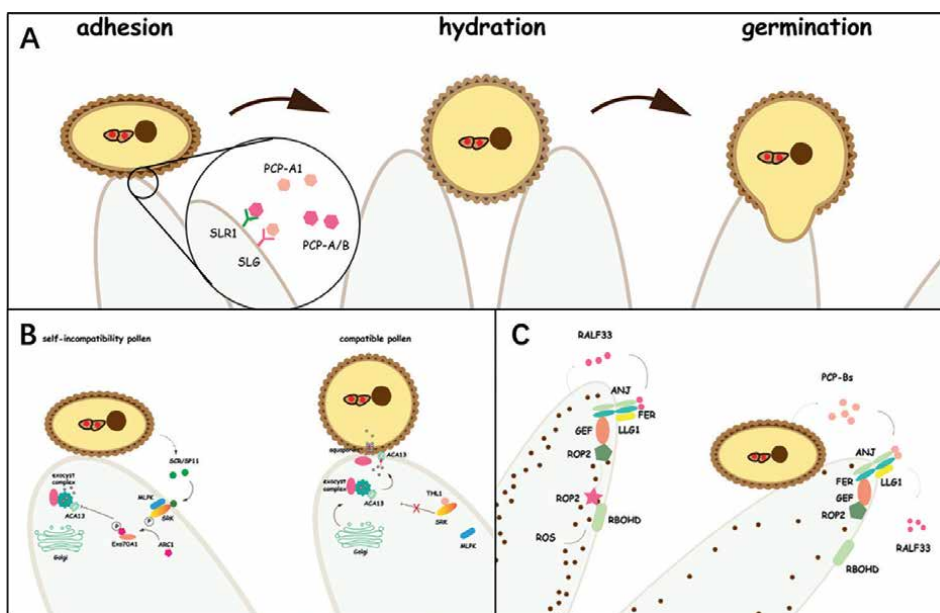 A
adhesion
hydration
germination
PCP-A1
SLR1
SLG
PCP-A/B
B
self-incompatibility pollen
compatible pollen
SCR/SP11
exocyst
complex
ACA13
MLPK
SRK
P
P
Exo70A1
ARC1
Golgi
aquaporin
ACA13
exocyst
complex
ACA13
THL1
SRK
MLPK
Golgi
C
RALF33
ANJ
FER
GEF
LLG1
ROP2
ROP2
RBOHD
ROS
PCP-Bs
ANJ
FER
LLG1
GEF
ROP2
RALF33
RBOHD